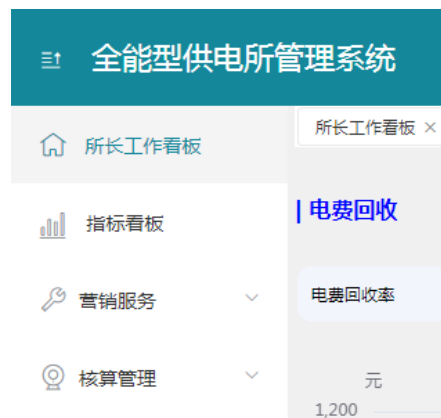 全能型供电所管理系统
所长工作看板
指标看板
营销服务
核算管理
所长工作看板
电费回收
电费回收率
元
1,200